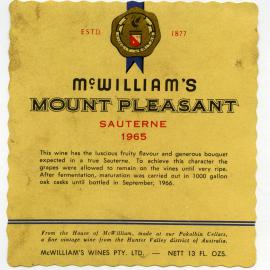 ESTD. 1877
McWILLIAM'S
MOUNT PLEASANT
SAUTERNE
1965
This wine has the luscious fruity flavour and generous bouquet
expected in a true Sauterne. To achieve this character the
grapes were allowed to remain on the vines until very ripe.
After fermentation, maturation was carried out in 1000 gallon
oak casks until bottled in September, 1966.
From the House of McWilliam, made at our Pokolbin Cellars,
a fine vintage wine from the Hunter Valley district of Australia.
McWILLIAM'S WINES PTY. LTD. — NETT 13 FL. OZS.